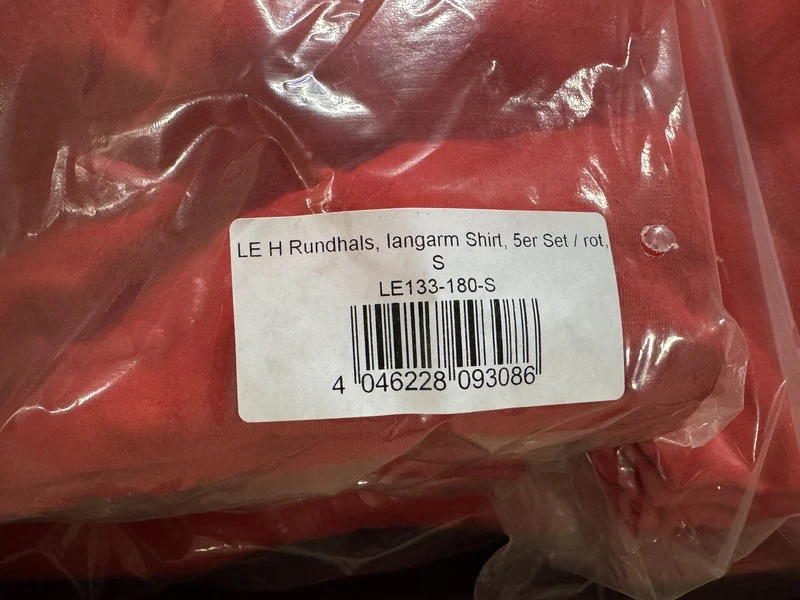 LE H Rundhals, langarm Shirt, 5er Set / rot,
S
LE133-180-S
4 046228 093086